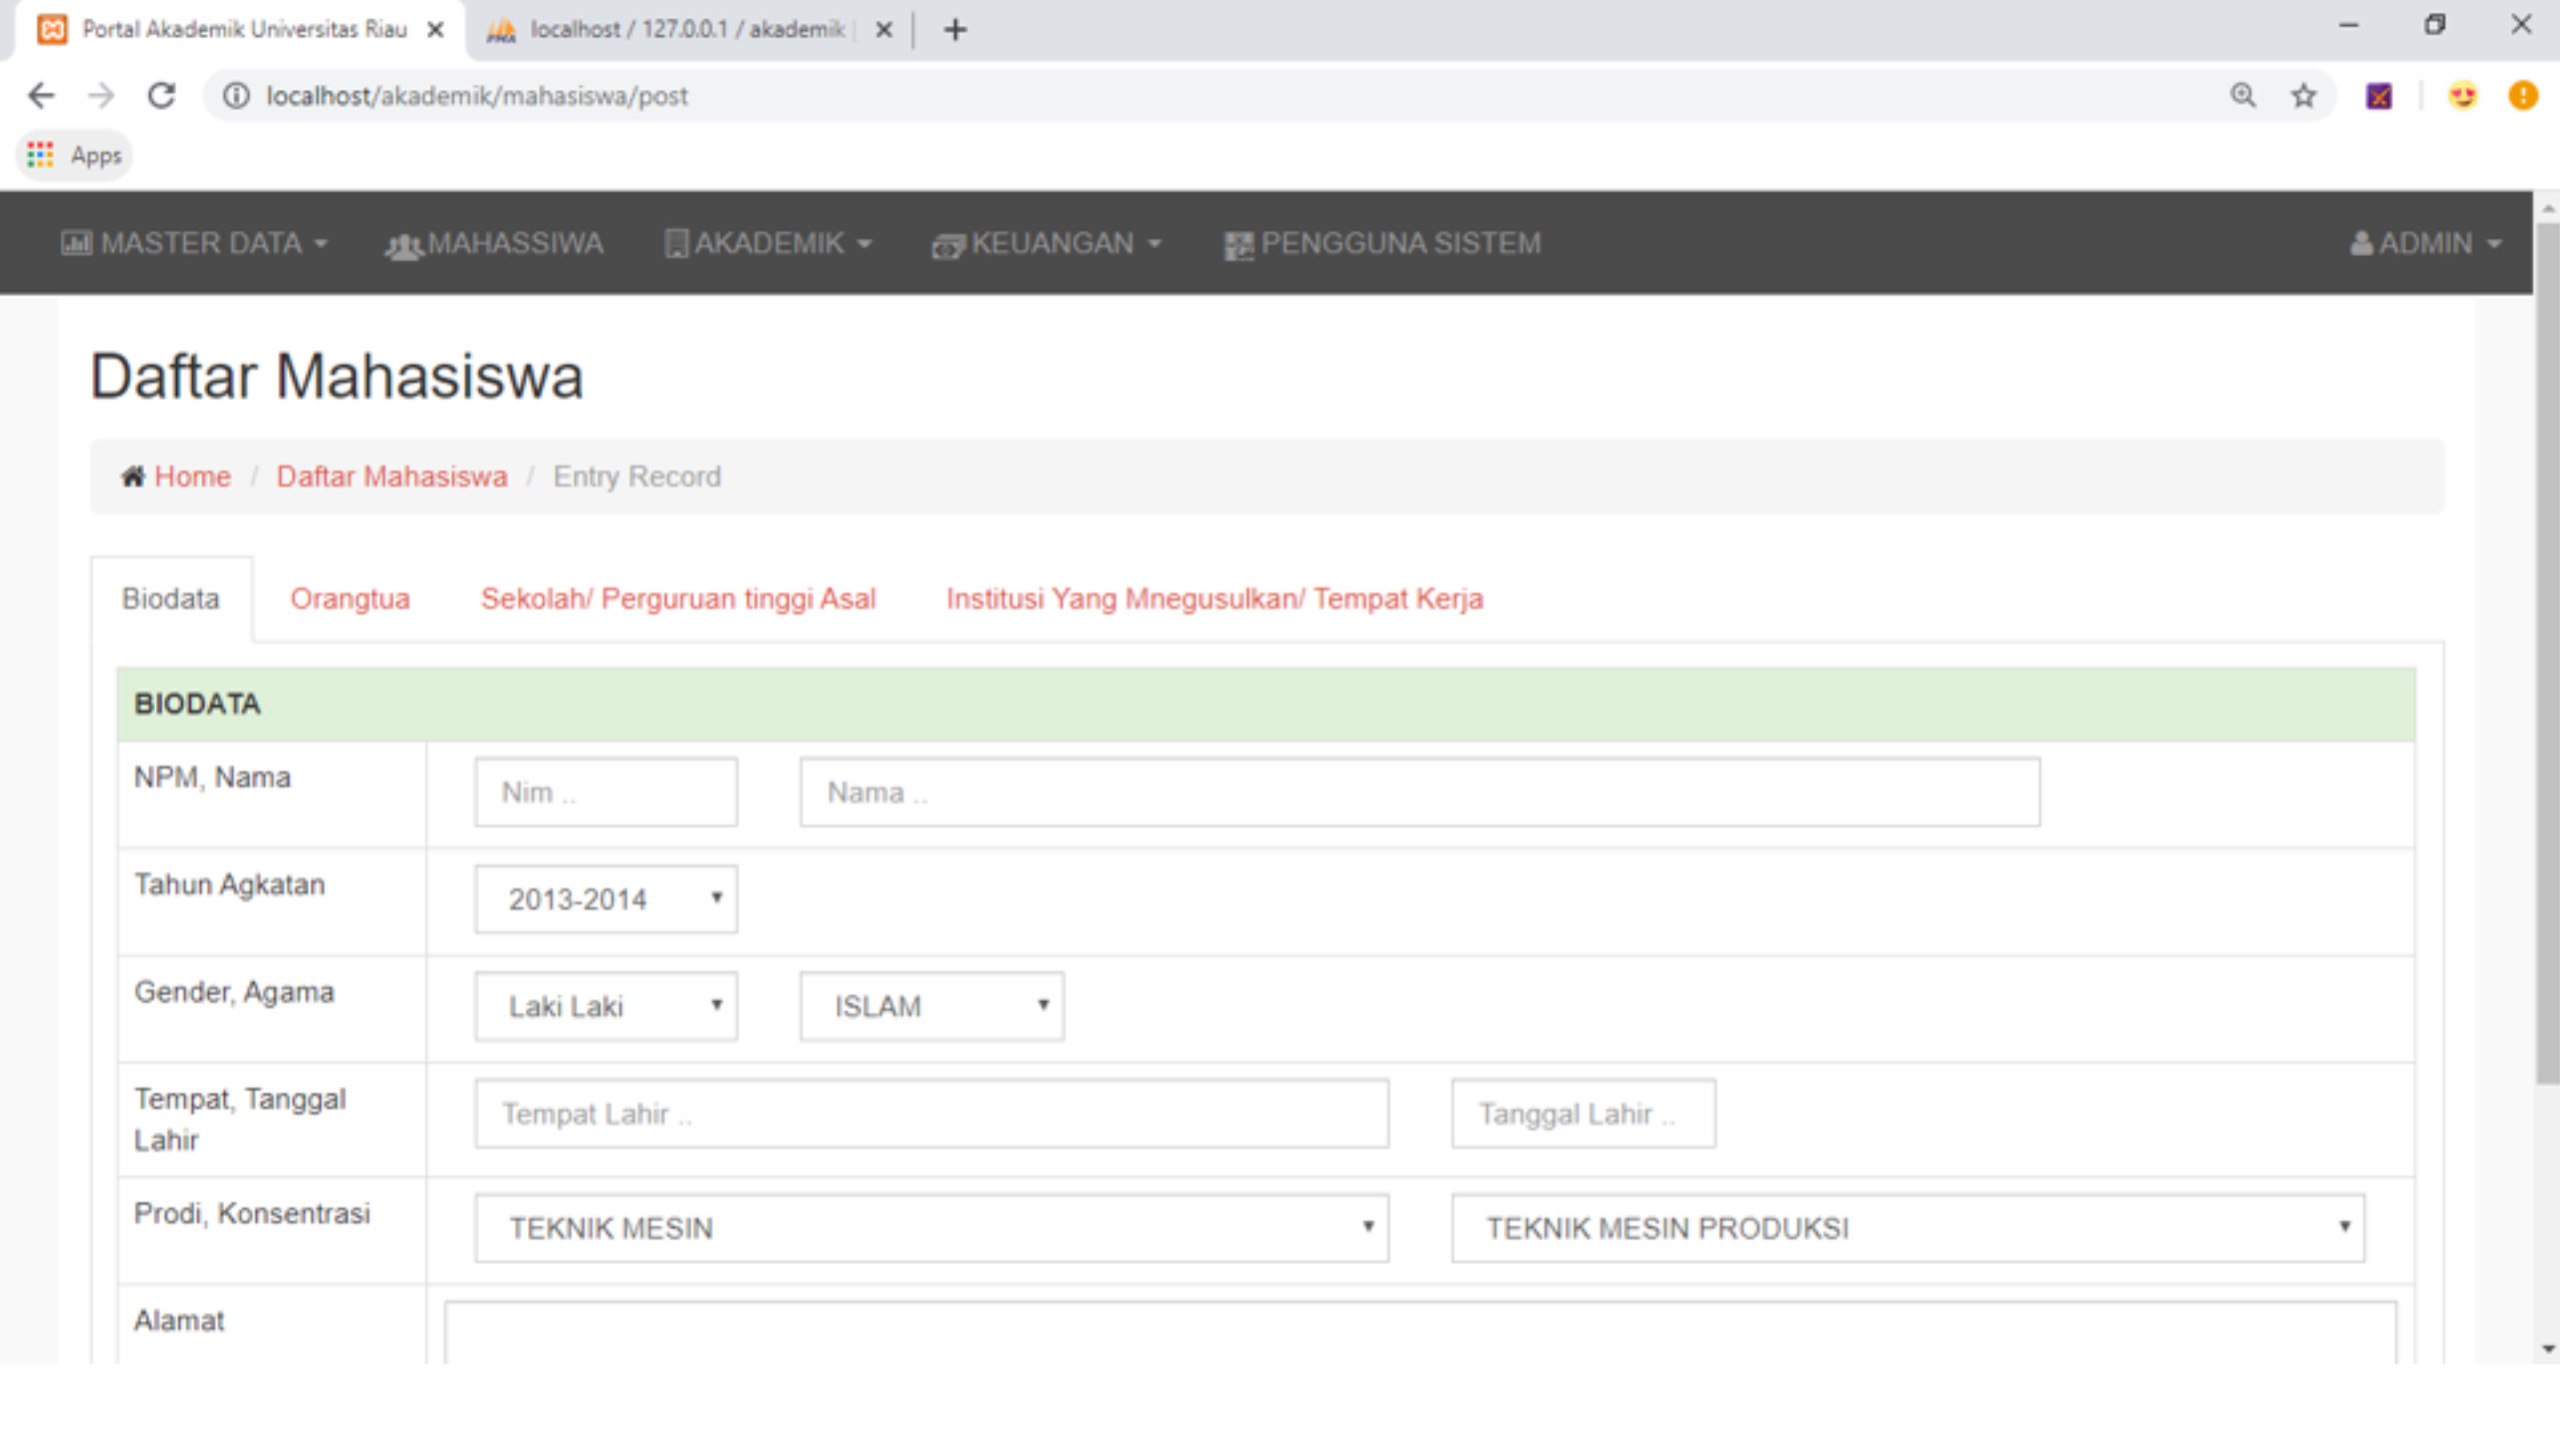 Portal Akademik Universitas Riau
localhost / 127.0.0.1 / akademik
localhost/akademik/mahasiswa/post
Apps
MASTER DATA MAHASSIWA AKADEMIK KEUANGAN PENGGUNA SISTEM ADMIN
Daftar Mahasiswa
Home / Daftar Mahasiswa / Entry Record
Biodata Orangtua Sekolah/ Perguruan tinggi Asal Institusi Yang Mnegusulkan/ Tempat Kerja
BIODATA
NPM, Nama Nim .. Nama ..
Tahun Agkatan 2013-2014
Gender, Agama Laki Laki ISLAM
Tempat, Tanggal
Lahir Tempat Lahir .. Tanggal Lahir ..
Prodi, Konsentrasi TEKNIK MESIN TEKNIK MESIN PRODUKSI
Alamat